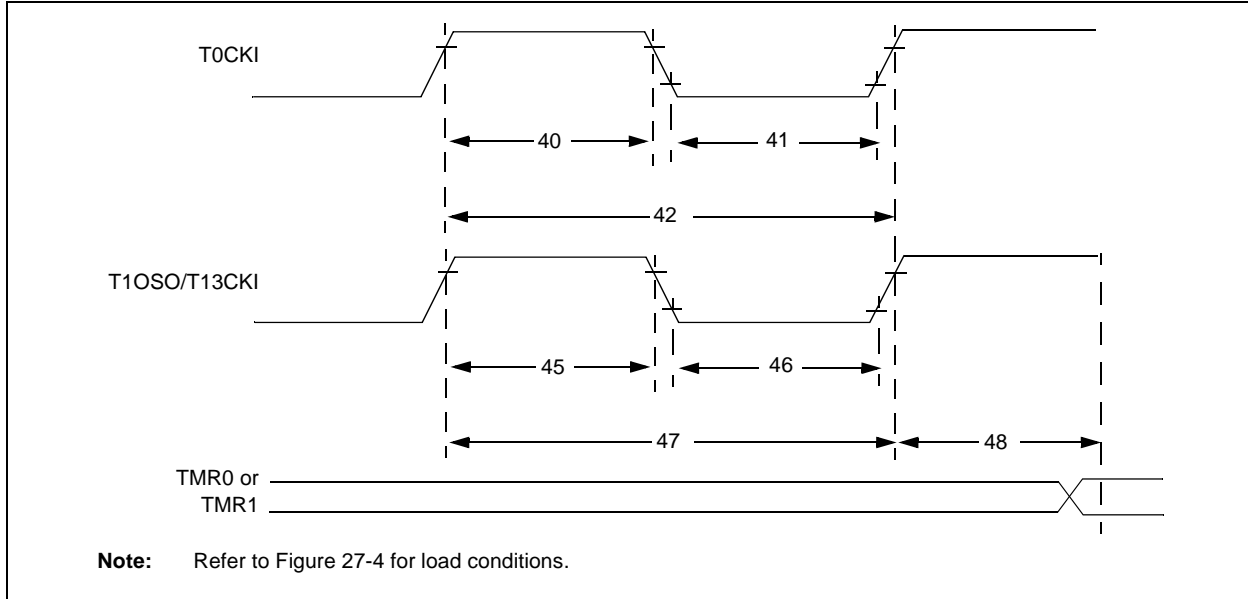 T0CKI
40
41
42
T1OSO/T13CKI
45
46
47
48
TMR0 or
TMR1
Note: Refer to Figure 27-4 for load conditions.